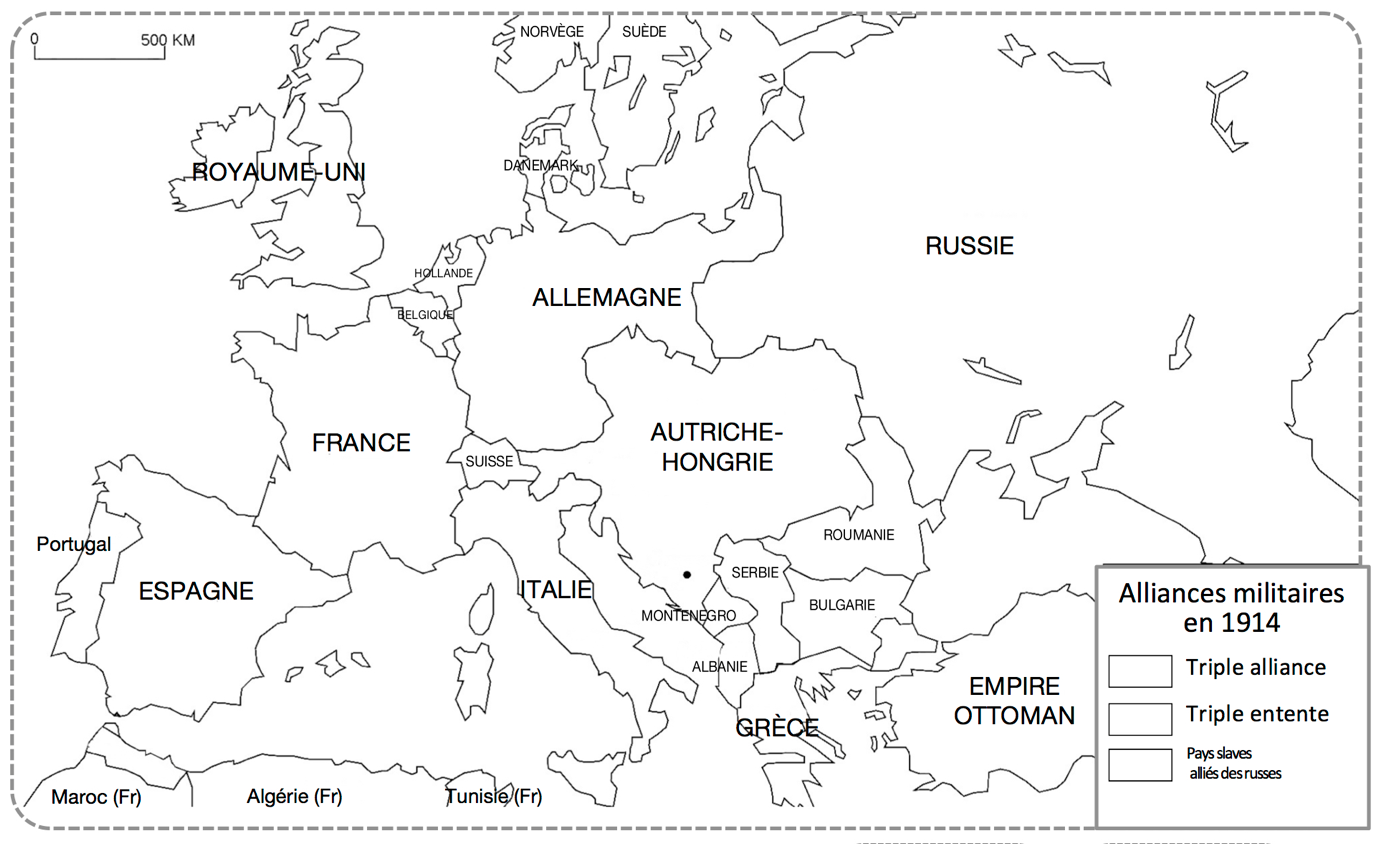 0 500 KM
NORVÈGE
SUÈDE
DANEMARK
ROYAUME-UNI
RUSSIE
HOLLANDE
ALLEMAGNE
BELGIQUE
FRANCE
AUTRICHE-
HONGRIE
SUISSE
Portugal
ROUMANIE
ESPAGNE
ITALIE
SERBIE
BULGARIE
MONTENEGRO
ALBANIE
GRÈCE
EMPIRE
OTTOMAN
Maroc (Fr)
Algérie (Fr)
Tunisie (Fr)
Alliances militaires
en 1914
Triple alliance
Triple entente
Pays slaves
alliés des russes